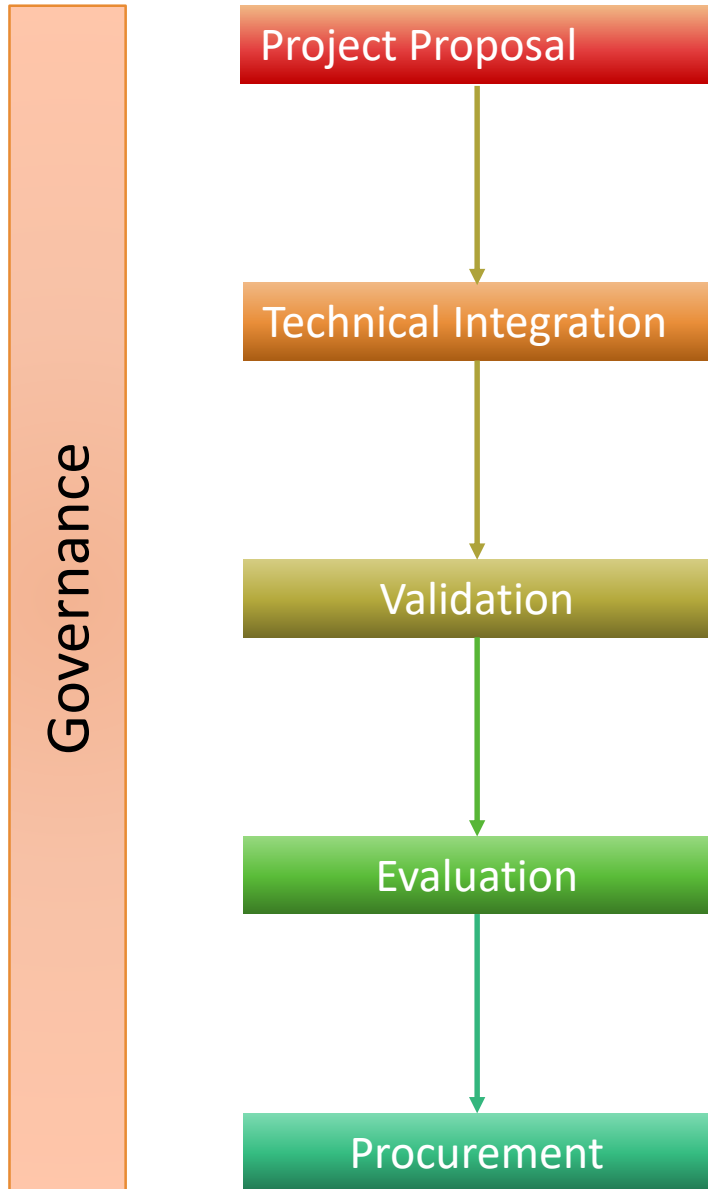 Governance
Project Proposal
Technical Integration
Validation
Evaluation
Procurement